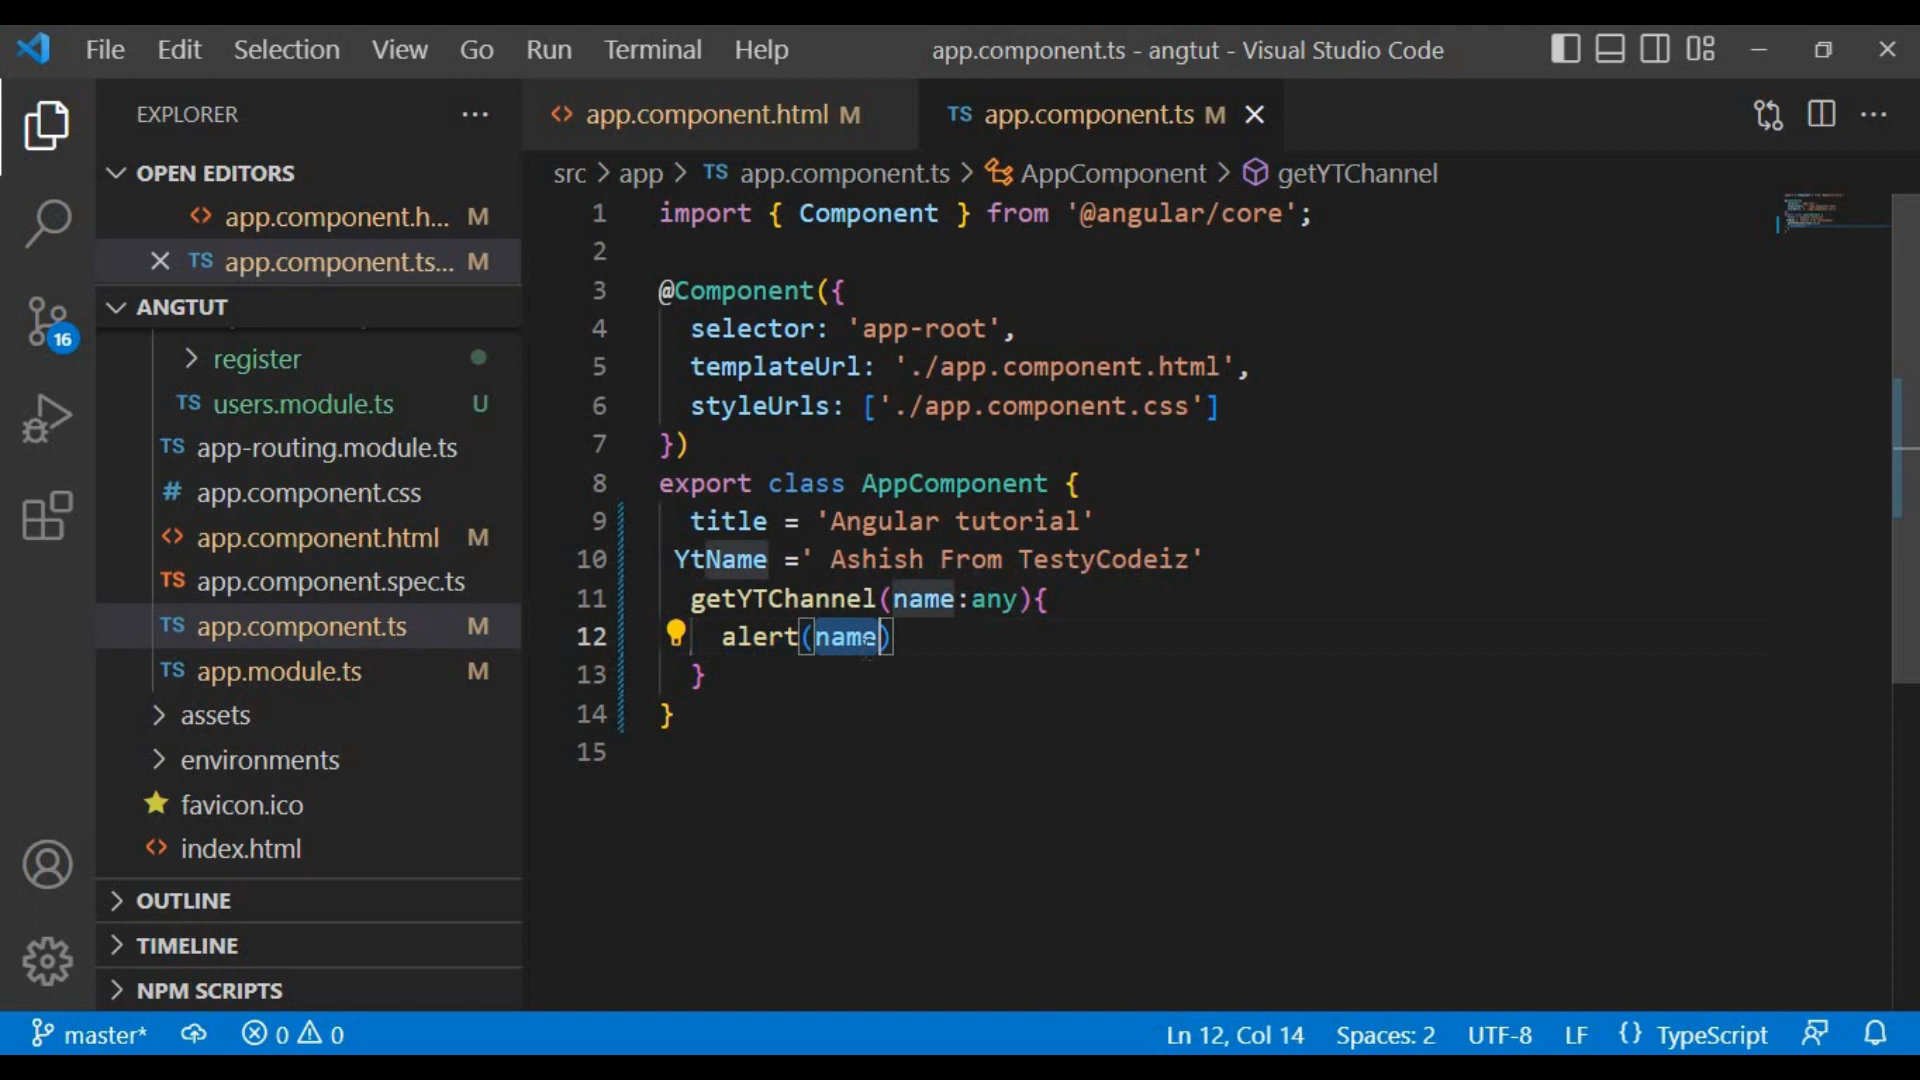 File Edit Selection View Go Run Terminal Help app.component.ts - angtut - Visual Studio Code
EXPLORER ···
OPEN EDITORS
<> app.component.h... M
TS app.component.ts... M
ANGTUT
register
TS users.module.ts U
TS app-routing.module.ts
# app.component.css
<> app.component.html M
TS app.component.spec.ts
TS app.component.ts M
TS app.module.ts M
assets
environments
favicon.ico
<> index.html
OUTLINE
TIMELINE
NPM SCRIPTS
16
<> app.component.html M TS app.component.ts M
src > app > TS app.component.ts > AppComponent > getYTChannel
1 import { Component } from '@angular/core';
2
3 @Component({
4 selector: 'app-root',
5 templateUrl: './app.component.html',
6 styleUrls: ['./app.component.css']
7 })
8 export class AppComponent {
9 title = 'Angular tutorial'
10 YtName =' Ashish From TestyCodeiz'
11 getYTChannel(name:any){
12 alert(name)
13 }
14 }
15
master* 0 0 Ln 12, Col 14 Spaces: 2 UTF-8 LF {} TypeScript